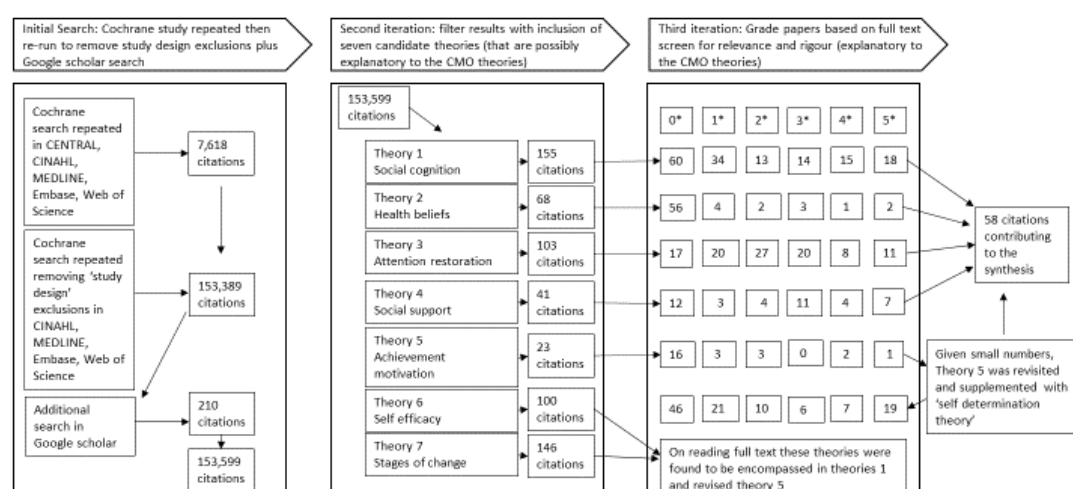 Initial Search: Cochrane study repeated then
re-run to remove study design exclusions plus
Google scholar search
Second iteration: filter results with inclusion of
seven candidate theories (that are possibly
explanatory to the CMO theories)
Third iteration: Grade papers based on full text
screen for relevance and rigour (explanatory to
the CMO theories)
Cochrane
search repeated
in CENTRAL,
CINAHL,
MEDLINE,
Embase, Web of
Science
7,618
citations
Cochrane
search repeated
removing ‘study
design’
exclusions in
CINAHL,
MEDLINE,
Embase, Web of
Science
153,389
citations
Additional
search in
Google scholar
210
citations
153,599
citations
153,599
citations
Theory 1
Social cognition
155
citations
Theory 2
Health beliefs
68
citations
Theory 3
Attention restoration
103
citations
Theory 4
Social support
41
citations
Theory 5
Achievement
motivation
23
citations
Theory 6
Self efficacy
100
citations
Theory 7
Stages of change
146
citations
0* 1* 2* 3* 4* 5*
60 34 13 14 15 18
56 4 2 3 1 2
17 20 27 20 8 11
12 3 4 11 4 7
16 3 3 0 2 1
46 21 10 6 7 19
On reading full text these theories were
found to be encompassed in theories 1
and revised theory 5
58 citations
contributing
to the
synthesis
Given small numbers,
Theory 5 was revisited
and supplemented with
‘self determination
theory’